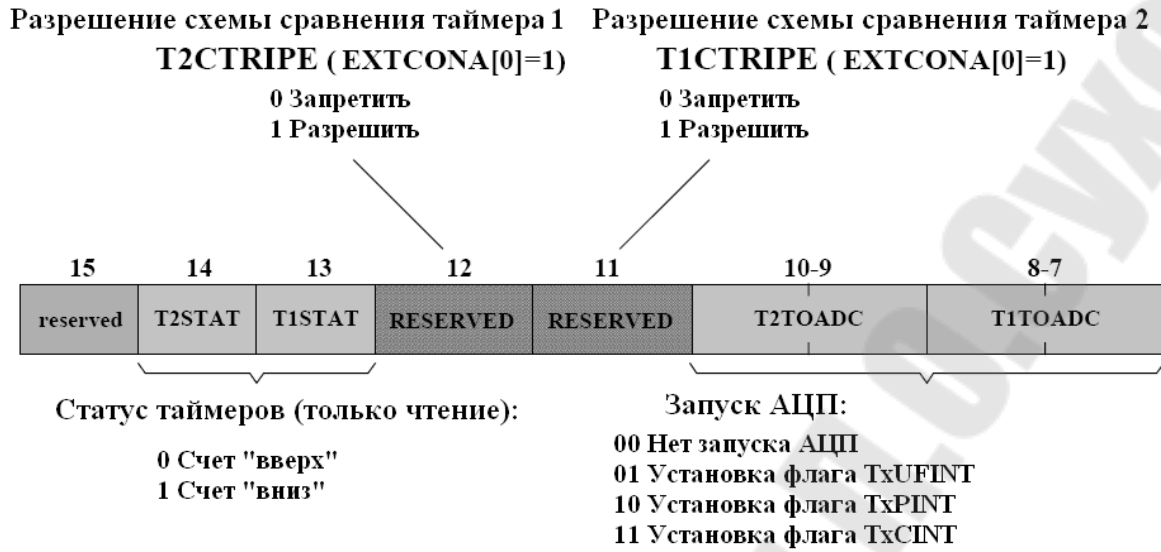 Разрешение схемы сравнения таймера 1 Разрешение схемы сравнения таймера 2
T2CTRIPE ( EXTCONA[0]=1) T1CTRIPE ( EXTCONA[0]=1)
0 Запретить 0 Запретить
1 Разрешить 1 Разрешить
15 14 13 12 11 10-9 8-7
reserved T2STAT T1STAT RESERVED RESERVED T2TOADC T1TOADC
Статус таймеров (только чтение): Запуск АЦП:
0 Счет "вверх" 00 Нет запуска АЦП
1 Счет "вниз" 01 Установка флага TxUFINT
10 Установка флага TxPINT
11 Установка флага TxCINT